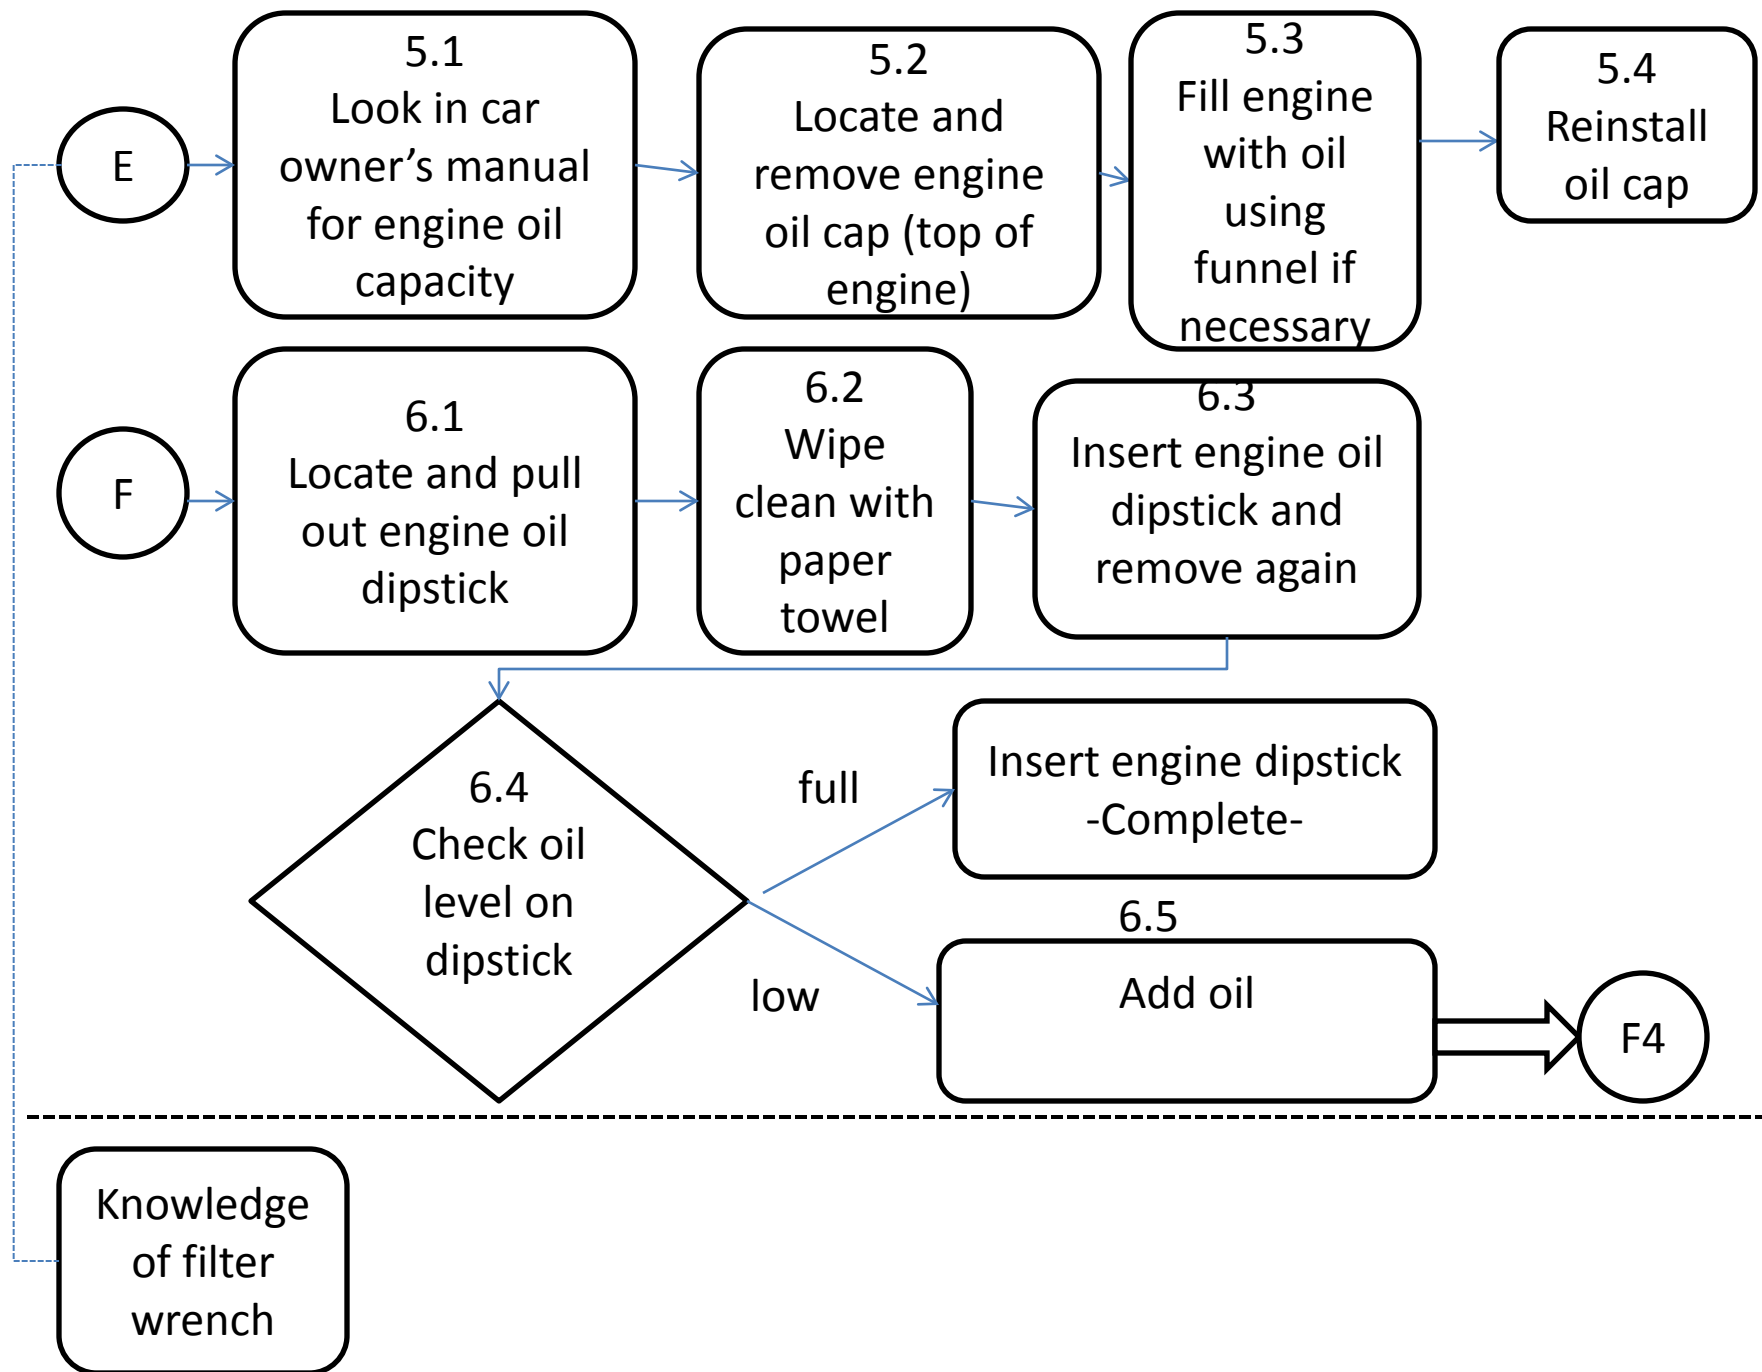 E
5.1
Look in car
owner’s manual
for engine oil
capacity
5.2
Locate and
remove engine
oil cap (top of
engine)
5.3
Fill engine
with oil
using
funnel if
necessary
5.4
Reinstall
oil cap
F
6.1
Locate and pull
out engine oil
dipstick
6.2
Wipe
clean with
paper
towel
6.3
Insert engine oil
dipstick and
remove again
6.4
Check oil
level on
dipstick
full
Insert engine dipstick
-Complete-
low
6.5
Add oil
F4
Knowledge
of filter
wrench